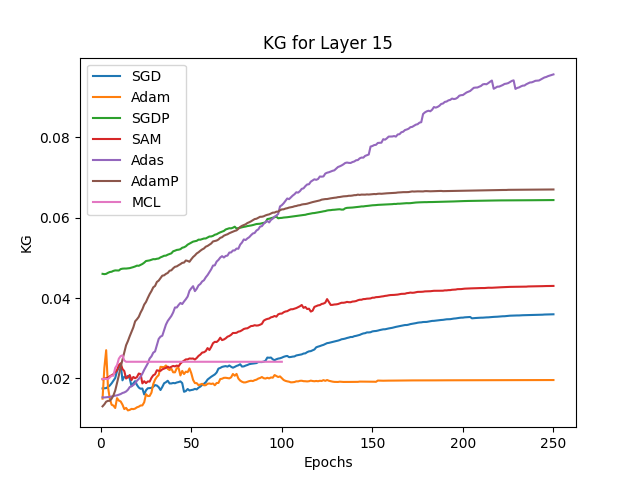 KG for Layer 15
SGD
Adam
SGDP
SAM
Adas
AdamP
MCL
KG
0.08
0.06
0.04
0.02
0 50 100 150 200 250
Epochs